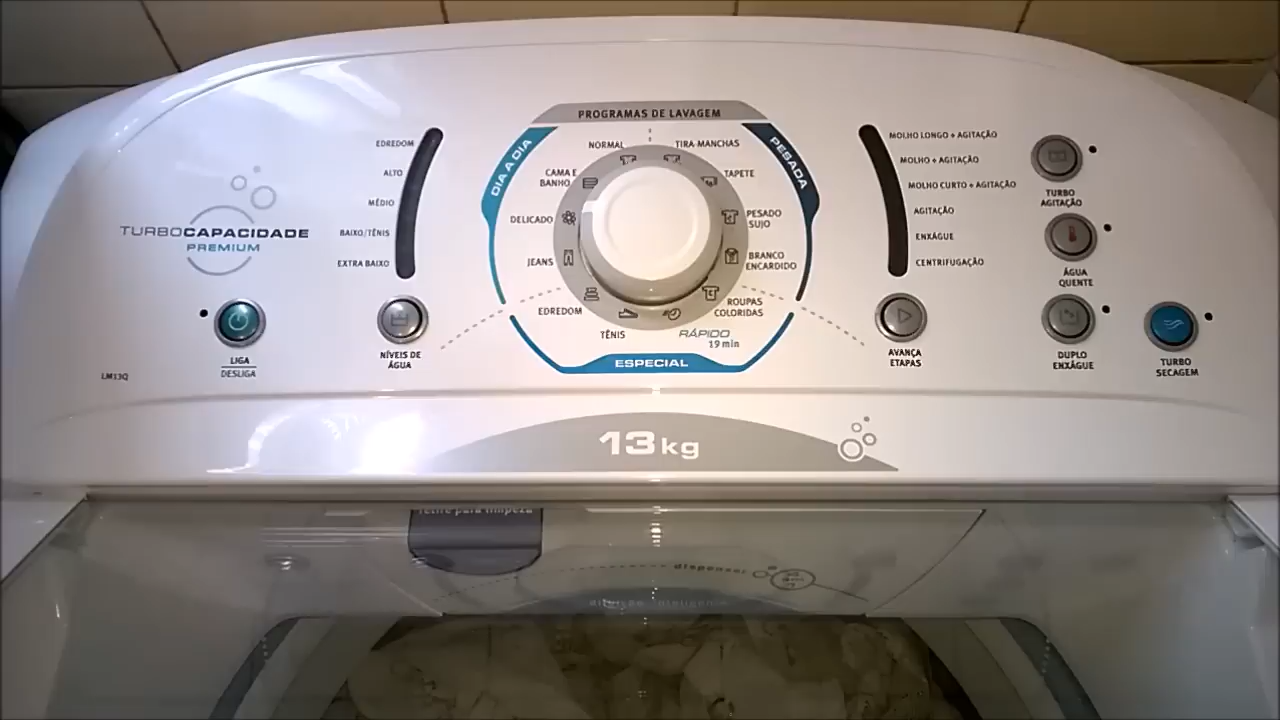 PROGRAMAS DE LAVAGEM
DIA A DIA
NORMAL
CAMA E
BANHO
DELICADO
JEANS
EDREDOM
TÊNIS
PESADA
TIRA-MANCHAS
TAPETE
PESADO
SUJO
BRANCO
ENCARDIDO
ROUPAS
COLORIDAS
RÁPIDO
19 min
ESPECIAL
TURBOCAPACIDADE
PREMIUM
EDREDOM
ALTO
MÉDIO
BAIXO/TÊNIS
EXTRA BAIXO
LIGA
DESLIGA
NÍVEIS DE
ÁGUA
LM13Q
MOLHO LONGO + AGITAÇÃO
MOLHO + AGITAÇÃO
MOLHO CURTO + AGITAÇÃO
AGITAÇÃO
ENXÁGUE
CENTRIFUGAÇÃO
AVANÇA
ETAPAS
TURBO
AGITAÇÃO
ÁGUA
QUENTE
DUPLO
ENXÁGUE
TURBO
SECAGEM
13kg
retire para limpeza
dispenser